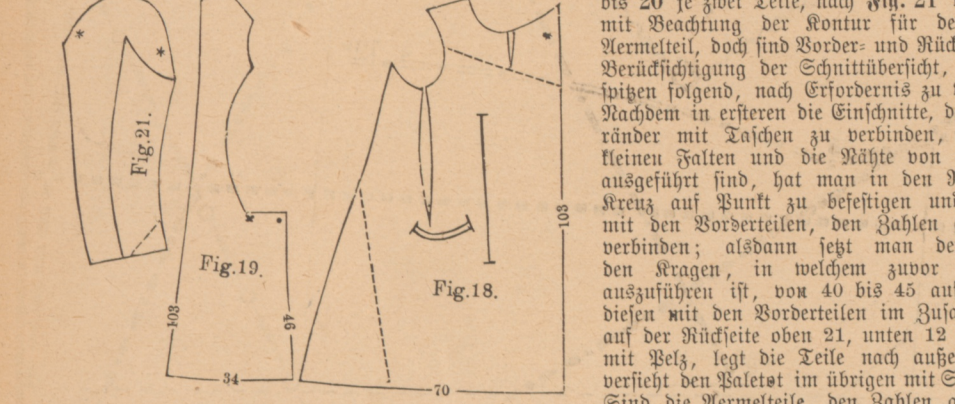 Fig.21.
Fig.19.
103
46
34
Fig.18.
103
70
bis 20 je zwei Teile, nach Fig. 21
mit Beachtung der Kontur für de
Aermelteil, doch sind Vorder= und Rück
Berücksichtigung der Schnittübersicht,
spitzen folgend, nach Erfordernis zu
Nachdem in ersteren die Einschnitte, d
ränder mit Taschen zu verbinden,
kleinen Falten und die Nähte von
ausgeführt sind, hat man in den R
Kreuz auf Punkt zu befestigen un
mit den Vorderteilen, den Zahlen
verbinden; alsdann setzt man de
den Kragen, in welchem zuvor
auszuführen ist, von 40 bis 45 au
diesen mit den Vorderteilen im Zus
auf der Rückseite oben 21, unten 12
mit Pelz, legt die Teile nach auße
versieht den Paletot im übrigen mit S
Sind die Aermelteile, den Zahlen